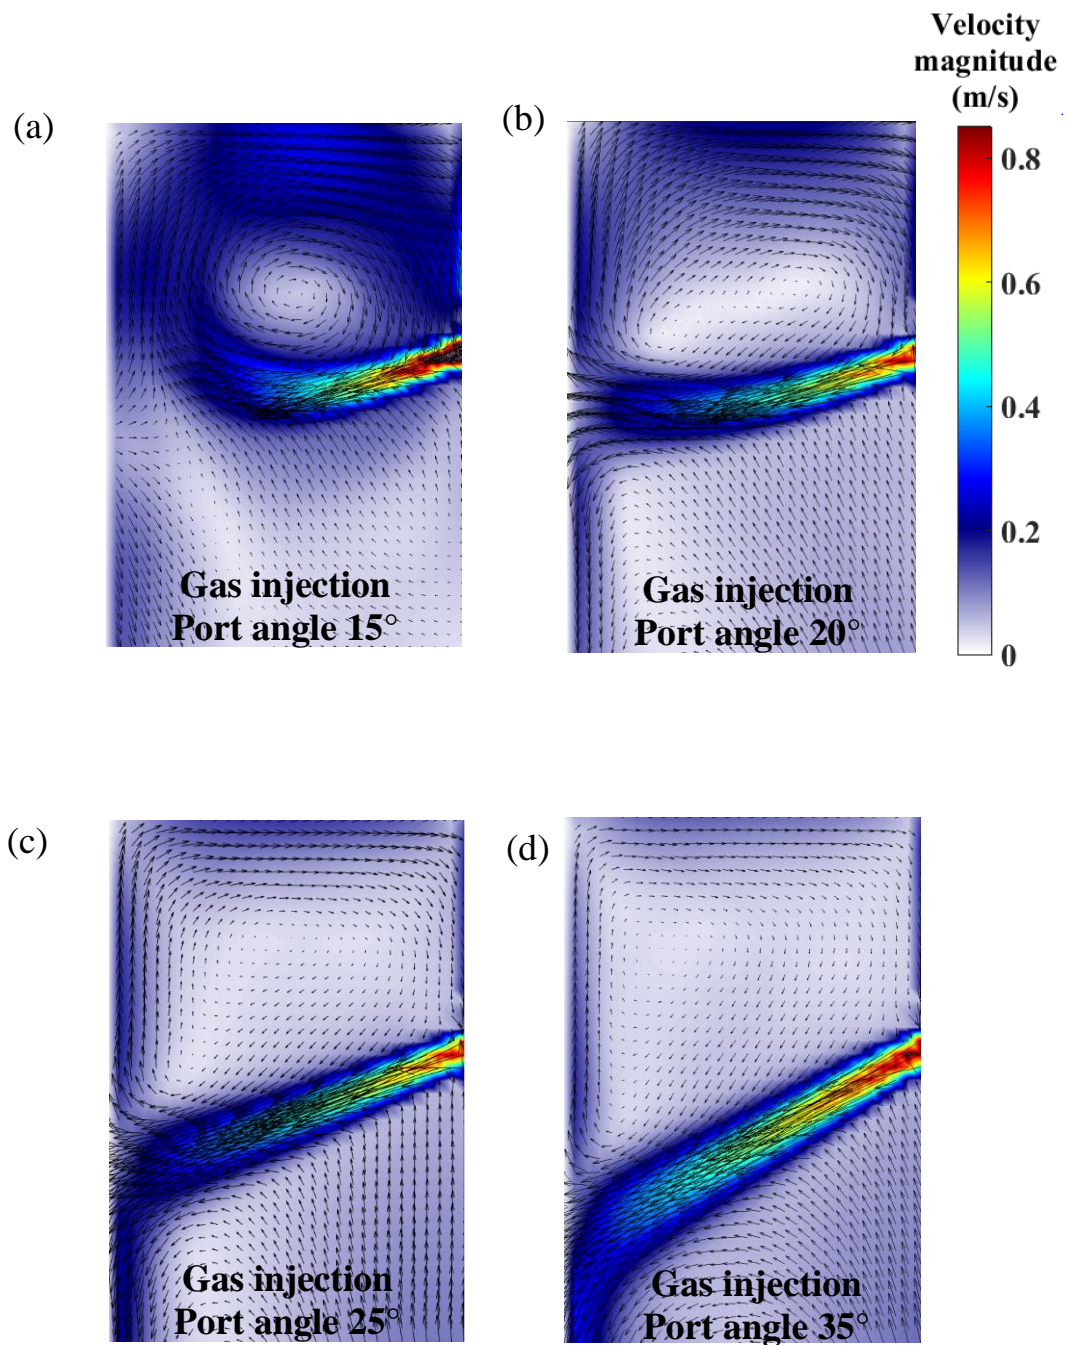 Velocity
magnitude
(m/s)
(a)
(b)
0.8
0.6
0.4
0.2
0
Gas injection
Port angle 15°
Gas injection
Port angle 20°
(c)
(d)
Gas injection
Port angle 25°
Gas injection
Port angle 35°